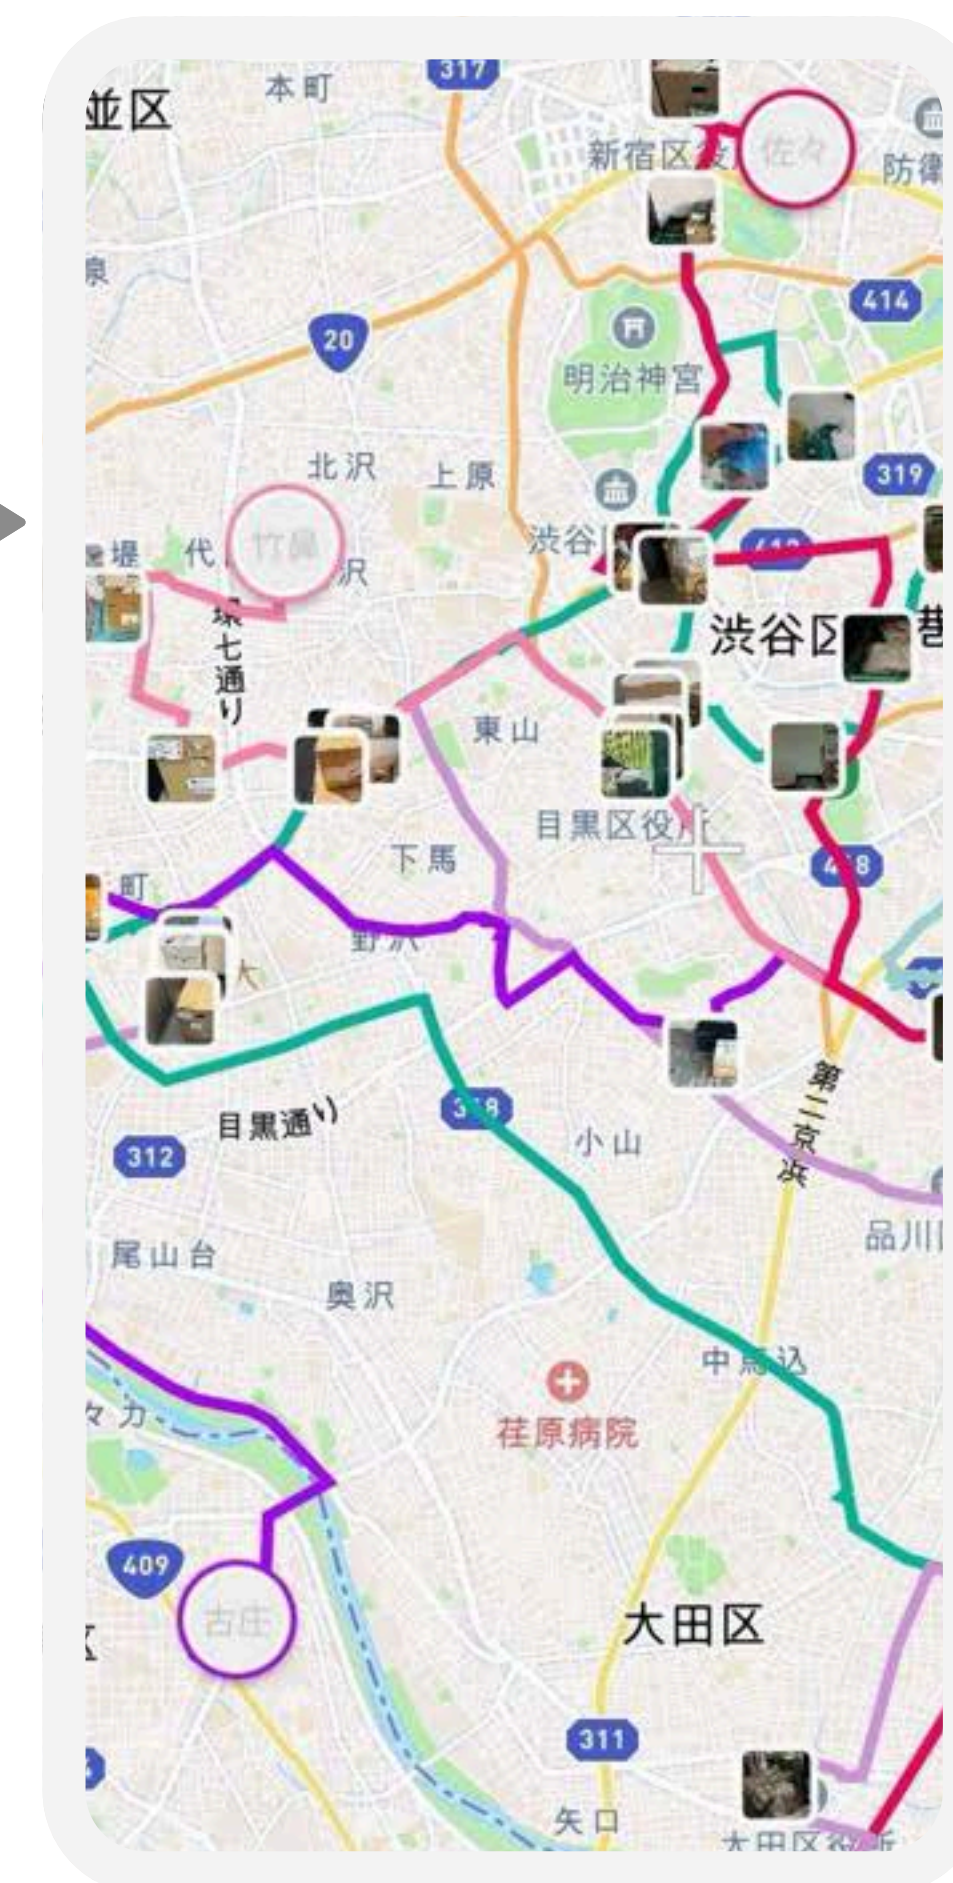 317
本町
並区
佐々
新宿区役
防衛
泉
414
20
明治神宮
北沢
上原
319
渋谷
竹鼻
堤
代
沢
渋谷区
環七通り
東山
目黒区役所
下馬
町
野沢
目黒通り
318
312
小山
第二京浜
品川
尾山台
奥沢
中馬込
荏原病院
409
古庄
区
大田区
311
矢口
大田区役所